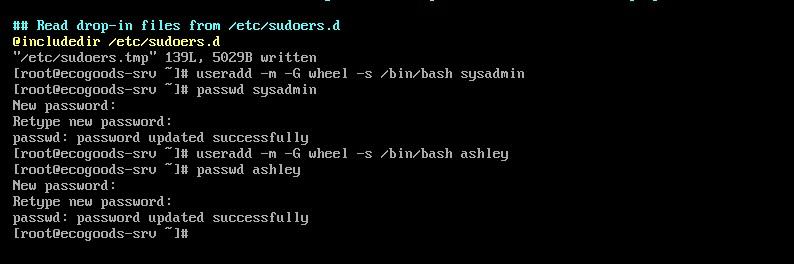 ## Read drop-in files from /etc/sudoers.d
@includedir /etc/sudoers.d
"/etc/sudoers.tmp" 139L, 5029B written
[root@ecogoods-srv ~]# useradd -m -G wheel -s /bin/bash sysadmin
[root@ecogoods-srv ~]# passwd sysadmin
New password:
Retype new password:
passwd: password updated successfully
[root@ecogoods-srv ~]# useradd -m -G wheel -s /bin/bash ashley
[root@ecogoods-srv ~]# passwd ashley
New password:
Retype new password:
passwd: password updated successfully
[root@ecogoods-srv ~]#